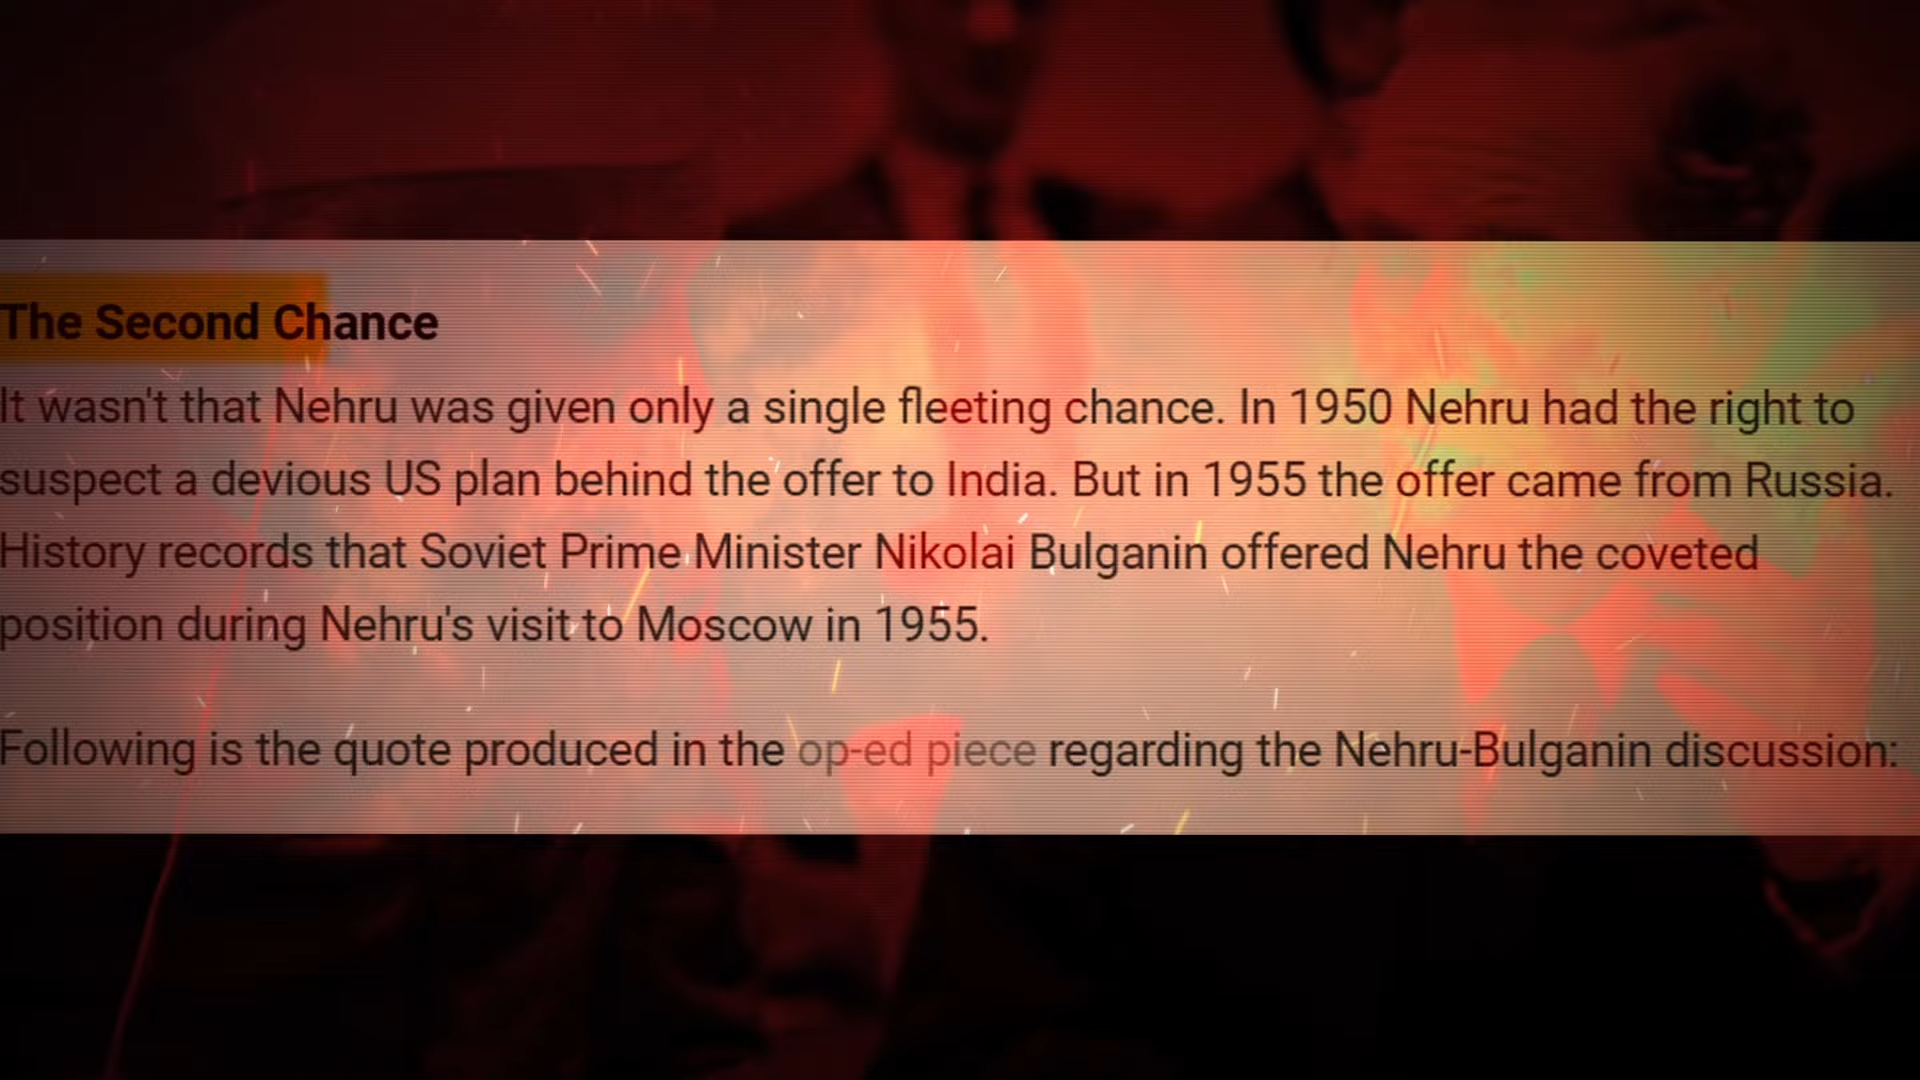 The Second Chance
It wasn't that Nehru was given only a single fleeting chance. In 1950 Nehru had the right to
suspect a devious US plan behind the offer to India. But in 1955 the offer came from Russia.
History records that Soviet Prime Minister Nikolai Bulganin offered Nehru the coveted
position during Nehru's visit to Moscow in 1955.
Following is the quote produced in the op-ed piece regarding the Nehru-Bulganin discussion: